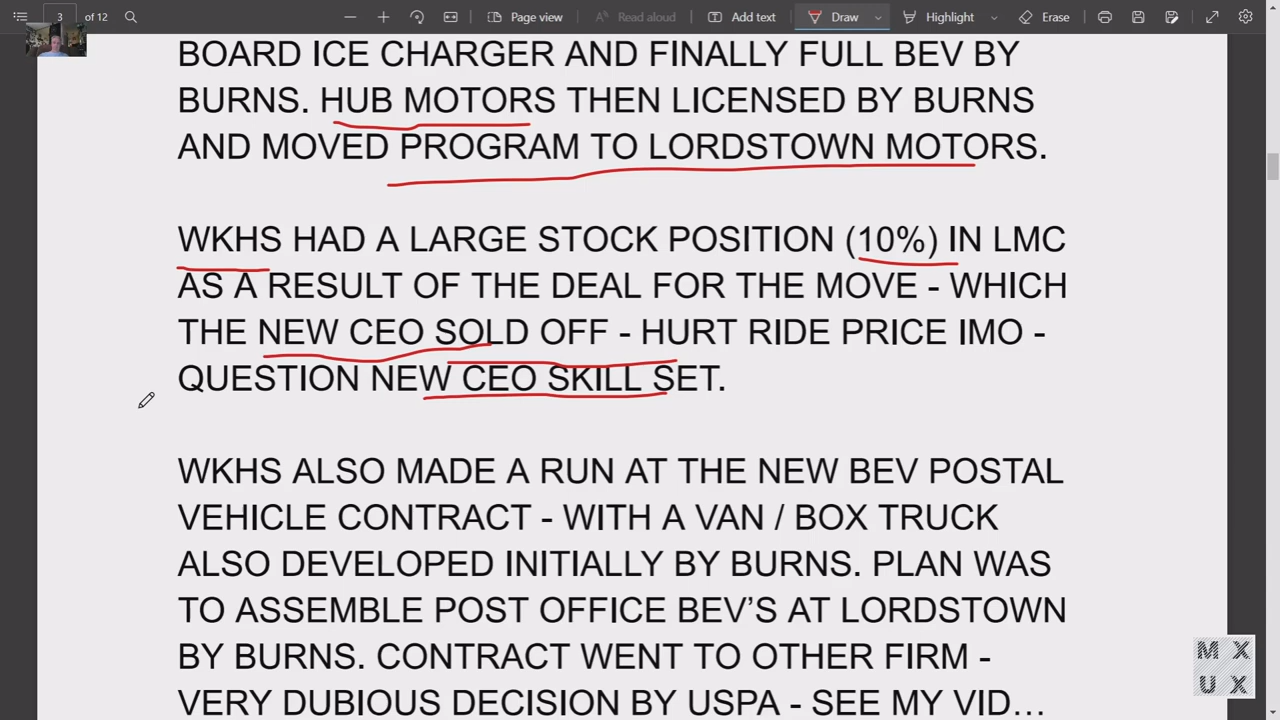 3 of 12
Page view
Read aloud
Add text
Draw
Highlight
Erase
BOARD ICE CHARGER AND FINALLY FULL BEV BY
BURNS. HUB MOTORS THEN LICENSED BY BURNS
AND MOVED PROGRAM TO LORDSTOWN MOTORS.
WKHS HAD A LARGE STOCK POSITION (10%) IN LMC
AS A RESULT OF THE DEAL FOR THE MOVE - WHICH
THE NEW CEO SOLD OFF - HURT RIDE PRICE IMO -
QUESTION NEW CEO SKILL SET.
WKHS ALSO MADE A RUN AT THE NEW BEV POSTAL
VEHICLE CONTRACT - WITH A VAN / BOX TRUCK
ALSO DEVELOPED INITIALLY BY BURNS. PLAN WAS
TO ASSEMBLE POST OFFICE BEV’S AT LORDSTOWN
BY BURNS. CONTRACT WENT TO OTHER FIRM -
VERY DUBIOUS DECISION BY USPA - SEE MY VID…
M X
U X